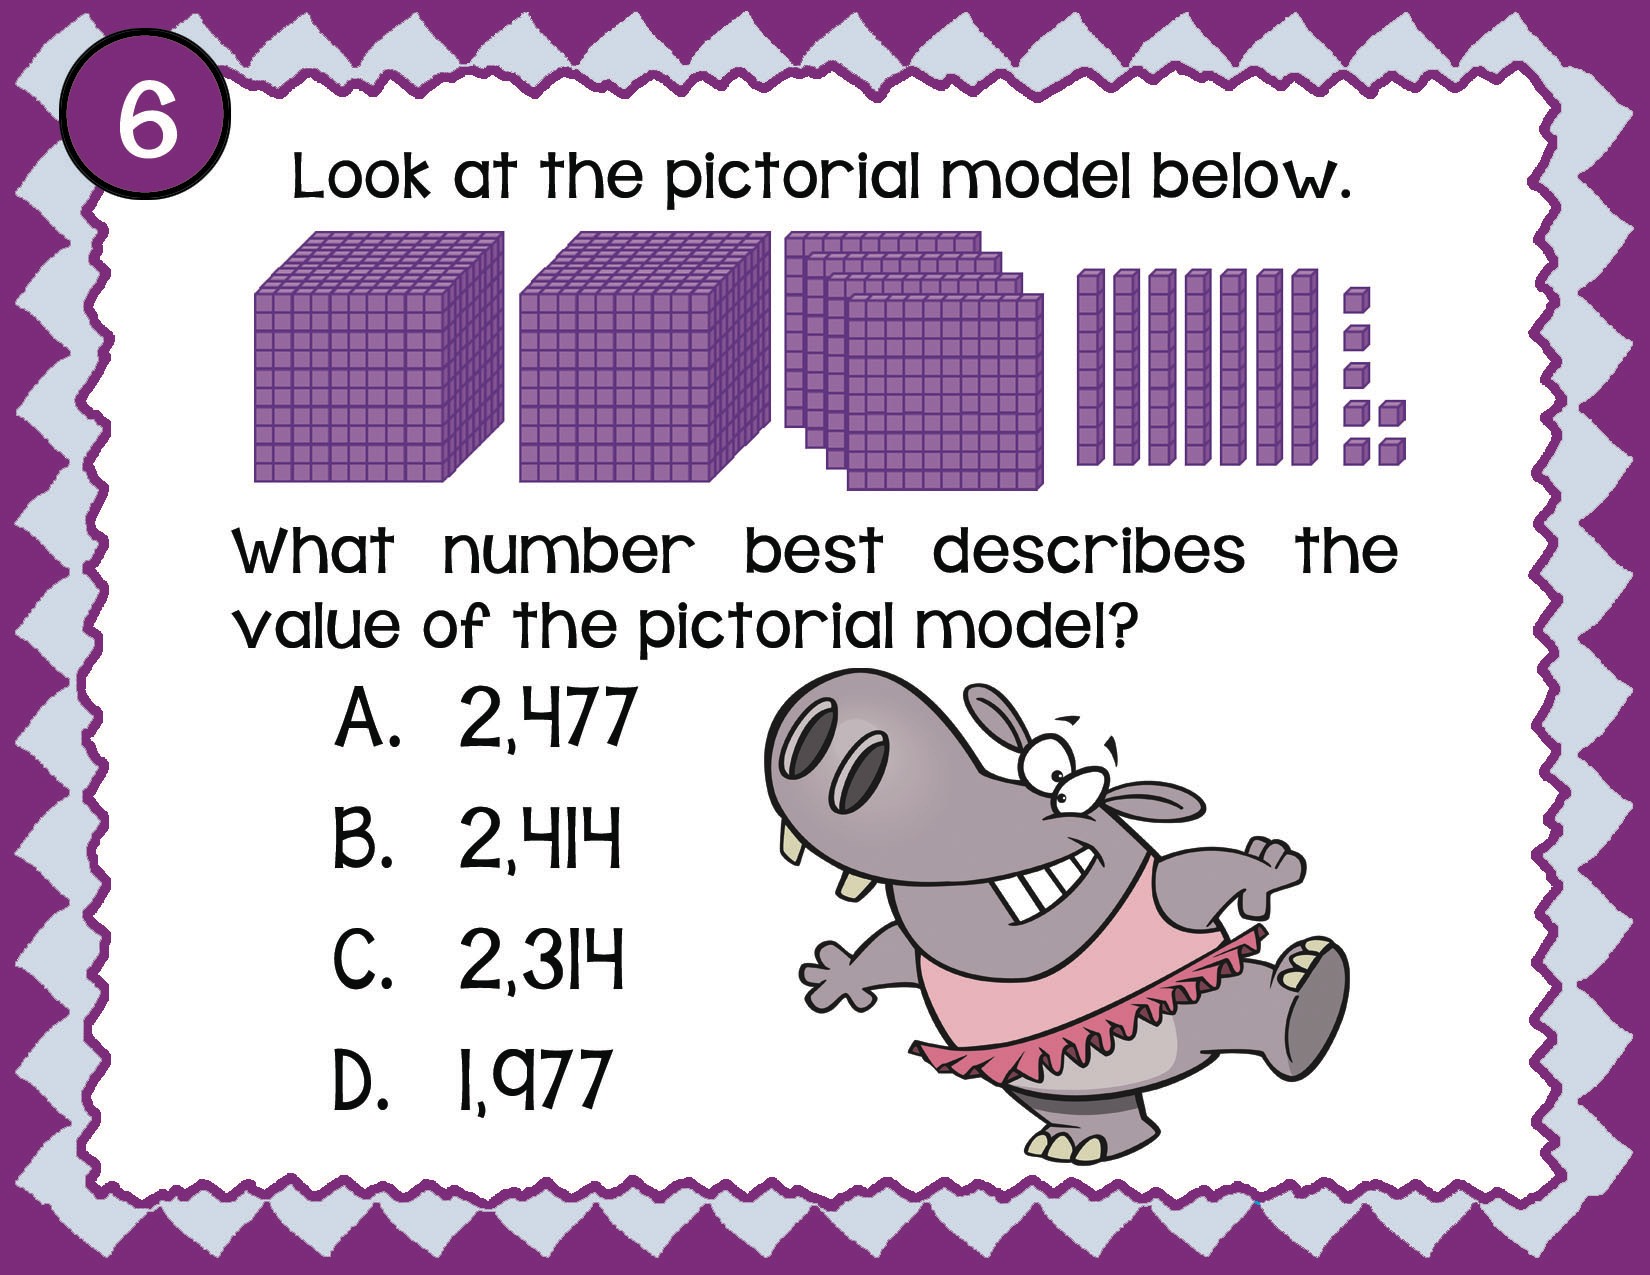 6
Look at the pictorial model below.
What number best describes the
value of the pictorial model?
A. 2,477
B. 2,414
C. 2,314
D. 1,977